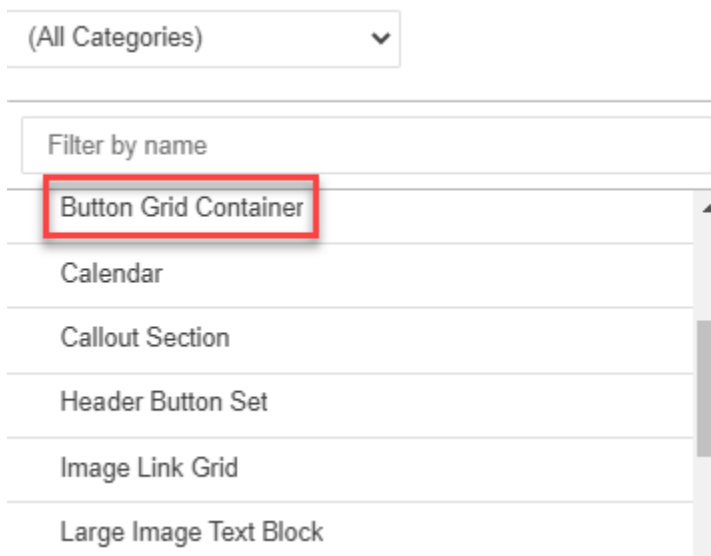 (All Categories)
Filter by name
Button Grid Container
Calendar
Callout Section
Header Button Set
Image Link Grid
Large Image Text Block